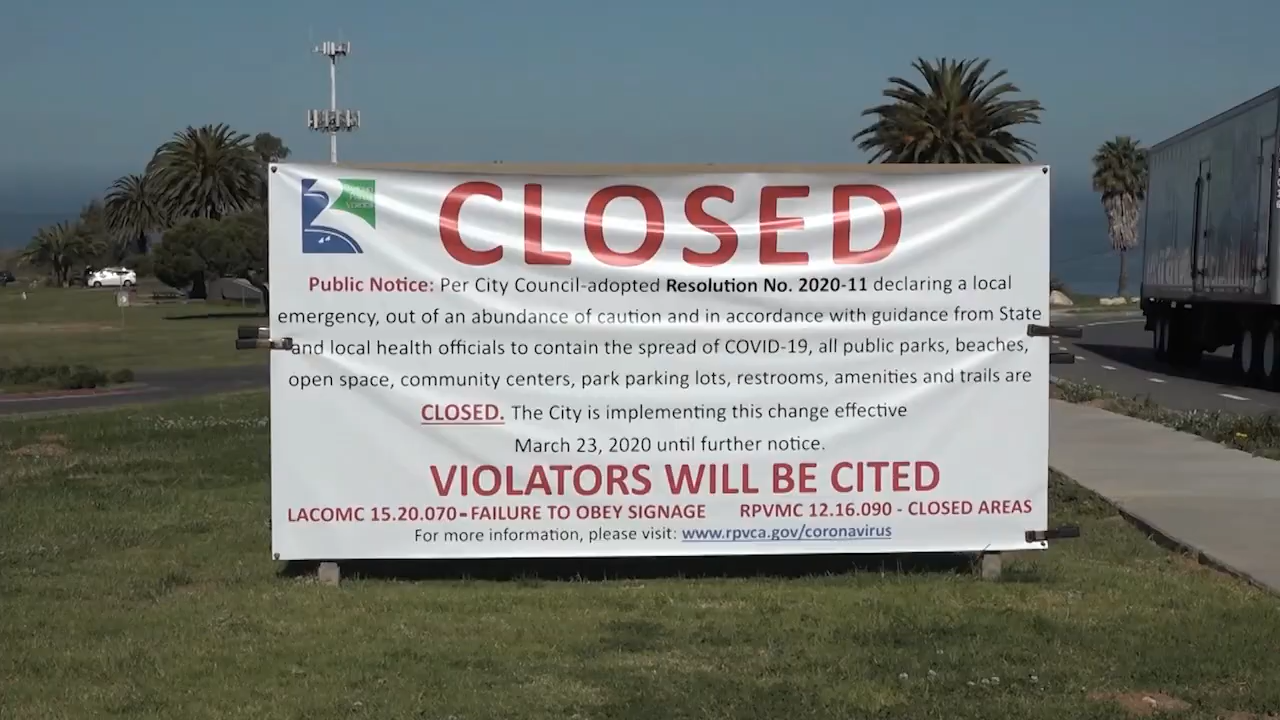 CLOSED
Public Notice: Per City Council-adopted Resolution No. 2020-11 declaring a local
emergency, out of an abundance of caution and in accordance with guidance from State
and local health officials to contain the spread of COVID-19, all public parks, beaches,
open space, community centers, park parking lots, restrooms, amenities and trails are
CLOSED. The City is implementing this change effective
March 23, 2020 until further notice.
VIOLATORS WILL BE CITED
LACOMC 15.20.070 - FAILURE TO OBEY SIGNAGE RPVMC 12.16.090 - CLOSED AREAS
For more information, please visit: www.rpvca.gov/coronavirus